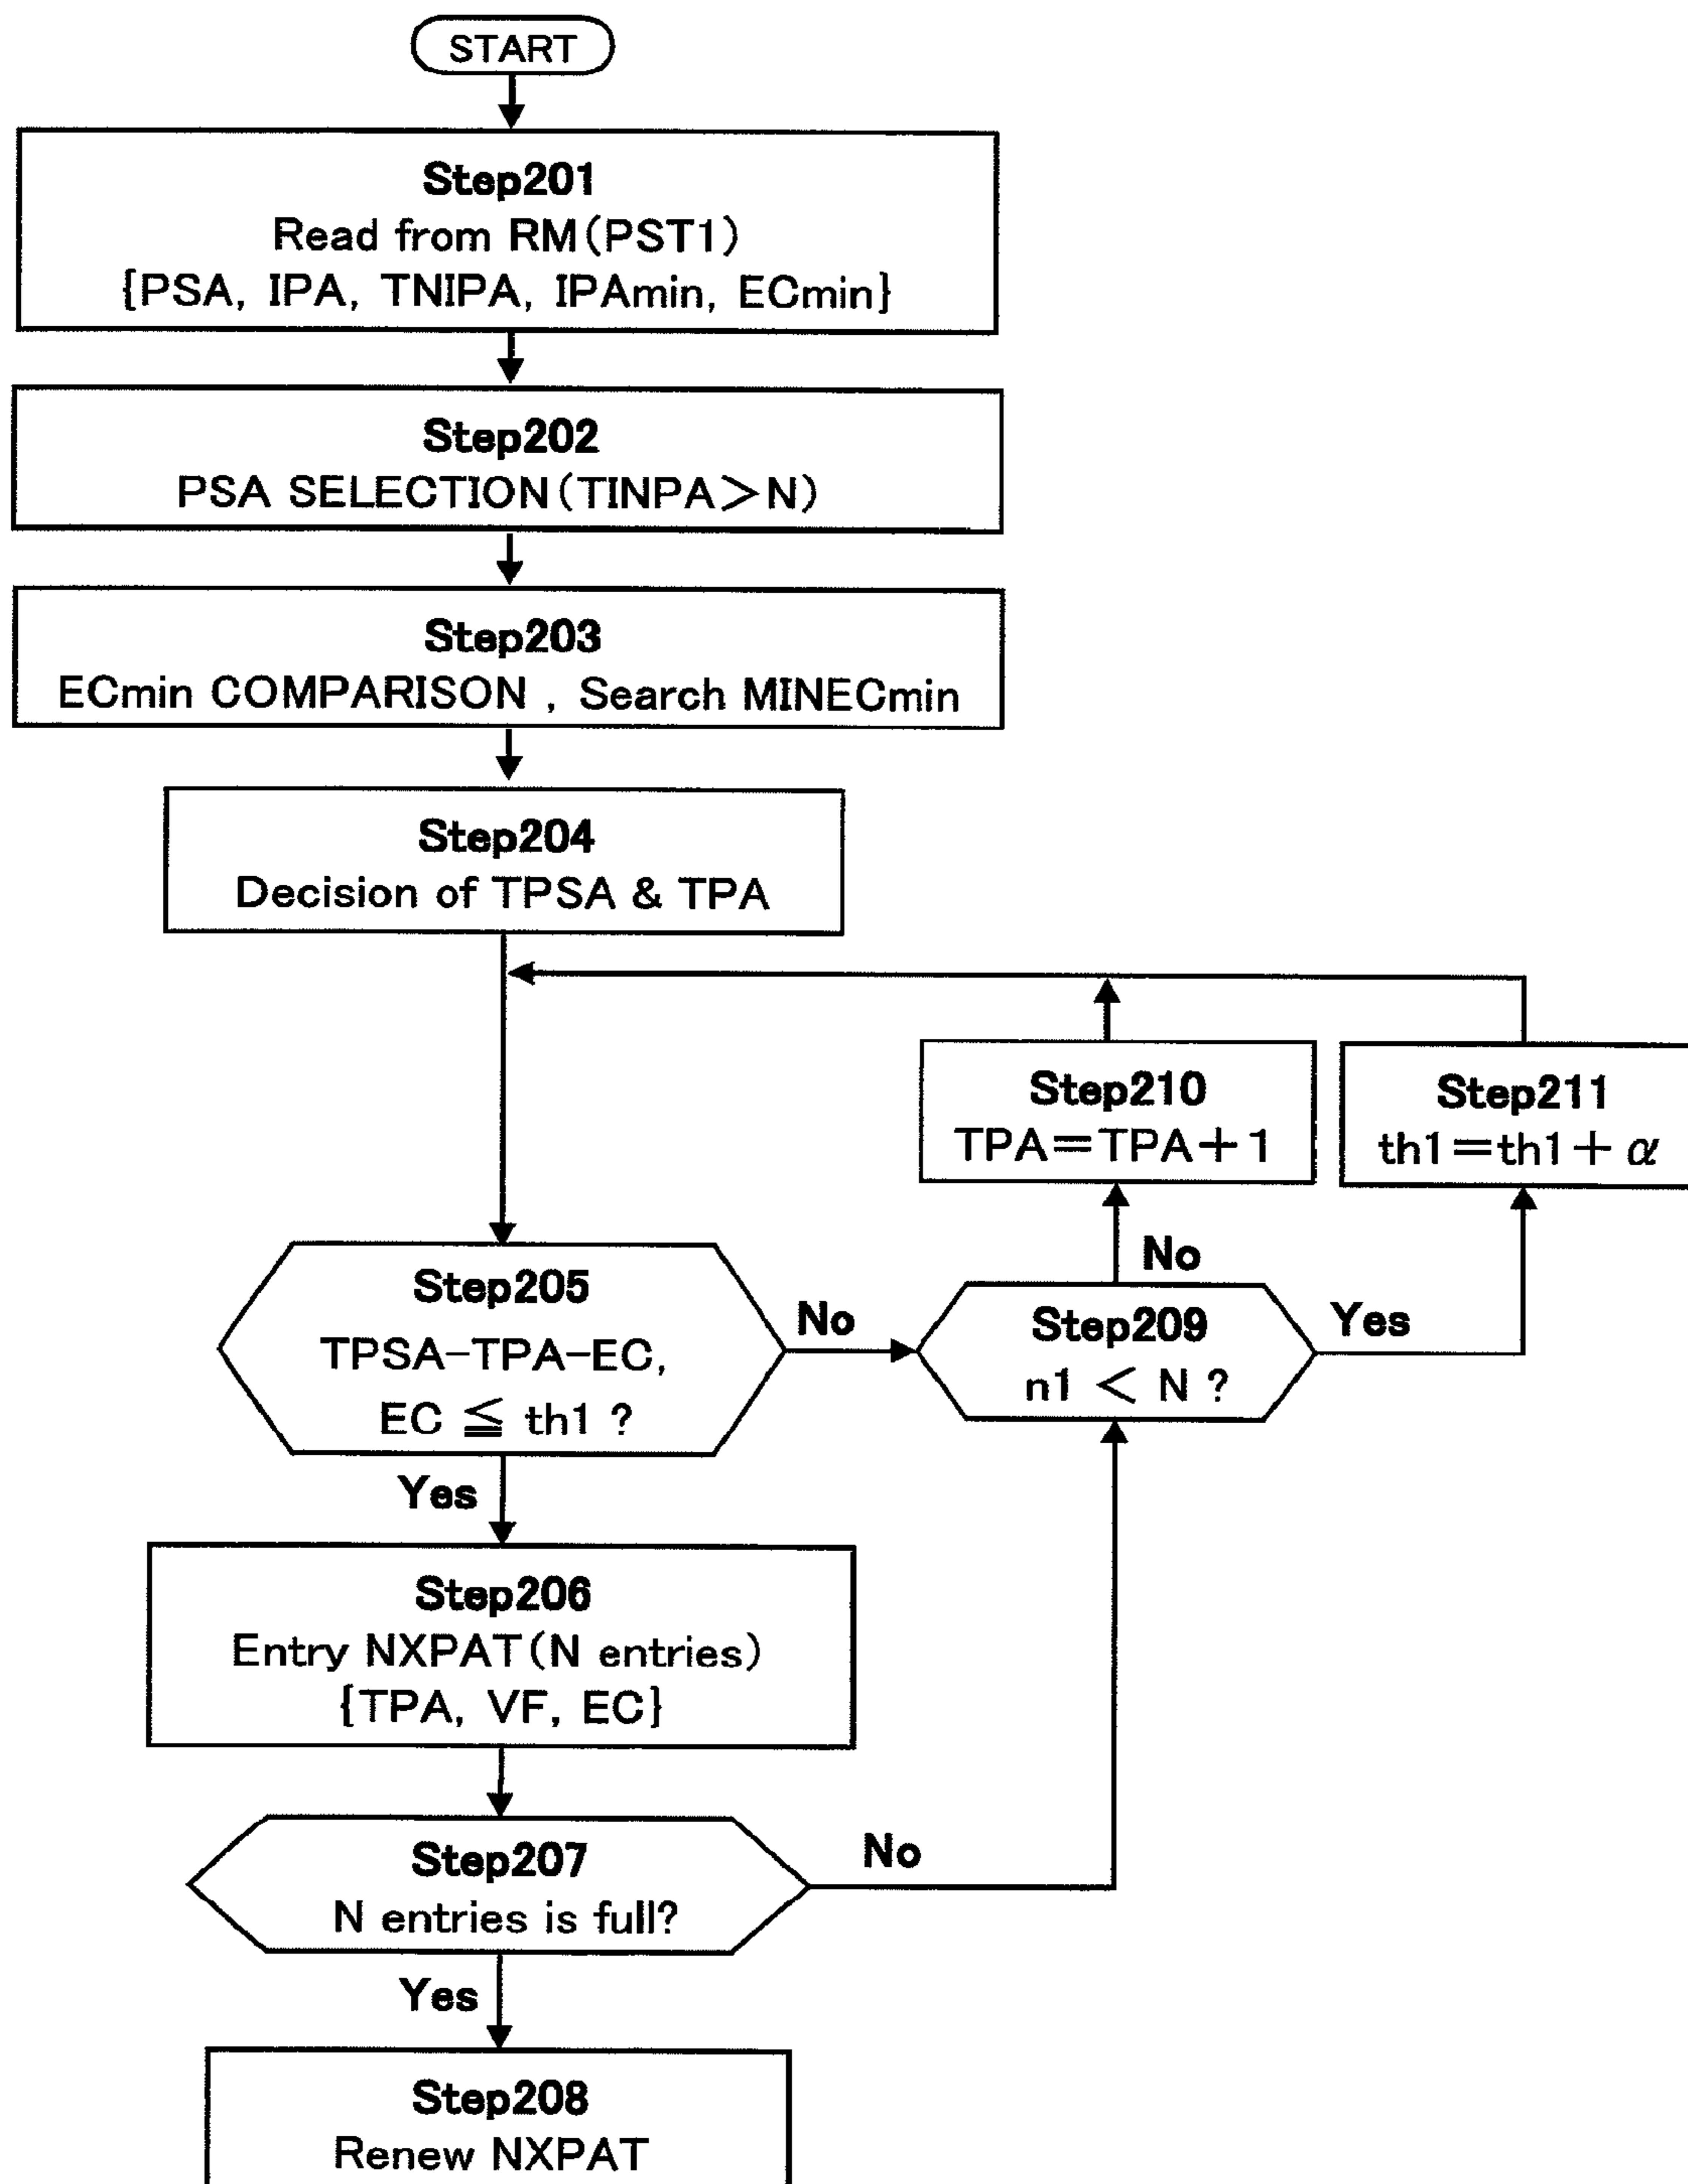 START
Step201
Read from RM(PST1)
{PSA, IPA, TNIPA, IPAmin, ECmin}
Step202
PSA SELECTION(TINPA>N)
Step203
ECmin COMPARISON , Search MINECmin
Step204
Decision of TPSA & TPA
Step210
TPA=TPA+1
Step211
th1=th1+α
No
Step205
TPSA-TPA-EC,
EC ≦ th1 ?
No
Step209
n1 < N ?
Yes
Yes
Step206
Entry NXPAT(N entries)
{TPA, VF, EC}
Step207
N entries is full?
No
Yes
Step208
Renew NXPAT